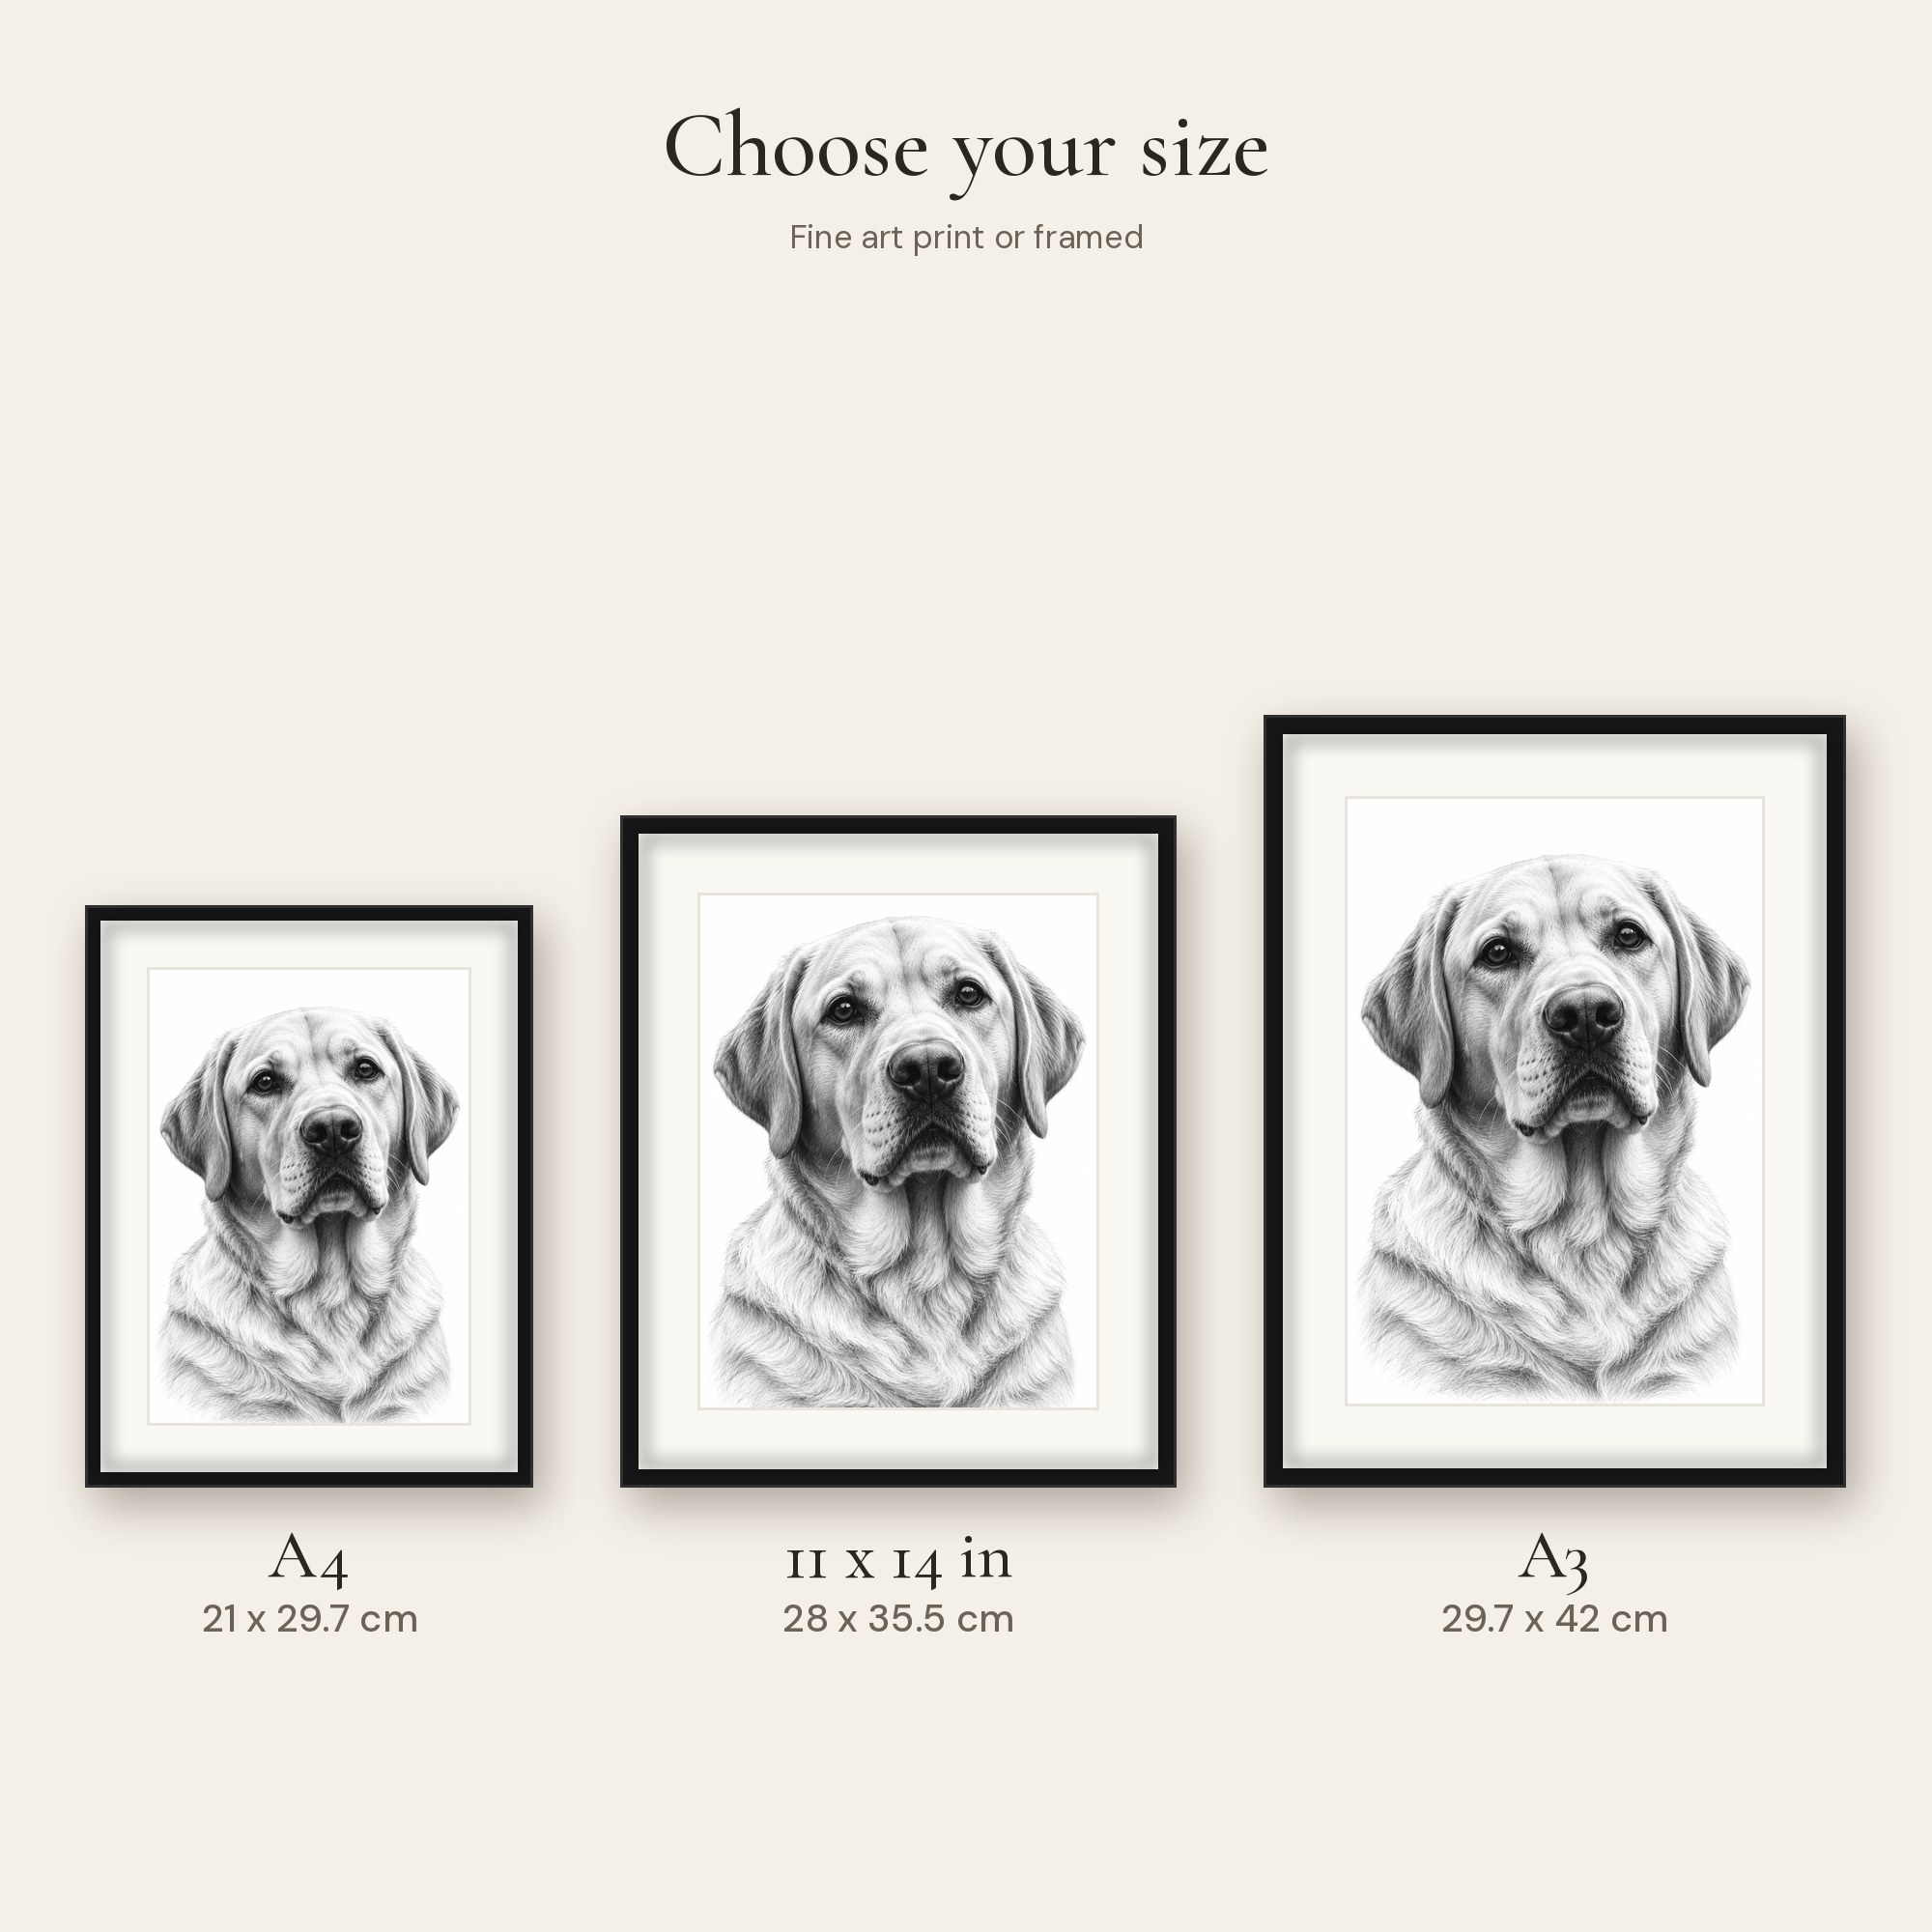 Choose your size
Fine art print or framed
A4
11 x 14 in
A3
21 x 29.7 cm
28 x 35.5 cm
29.7 x 42 cm